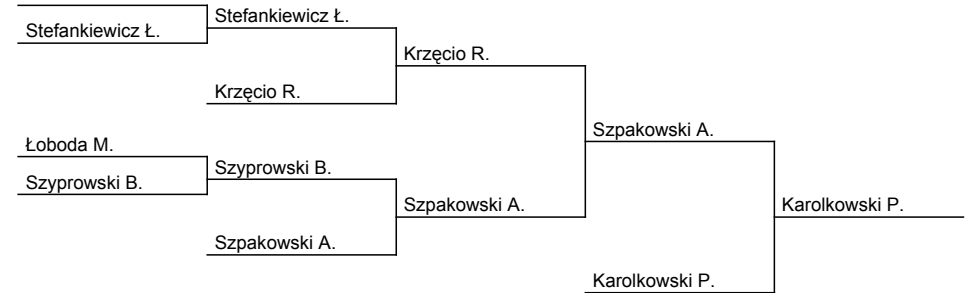 Stefankiewicz Ł.
Stefankiewicz Ł.
Krzęcio R.
Krzęcio R.
Szpakowski A.
Łoboda M.
Szyprowski B.
Szyprowski B.
Szpakowski A.
Karolkowski P.
Szpakowski A.
Karolkowski P.